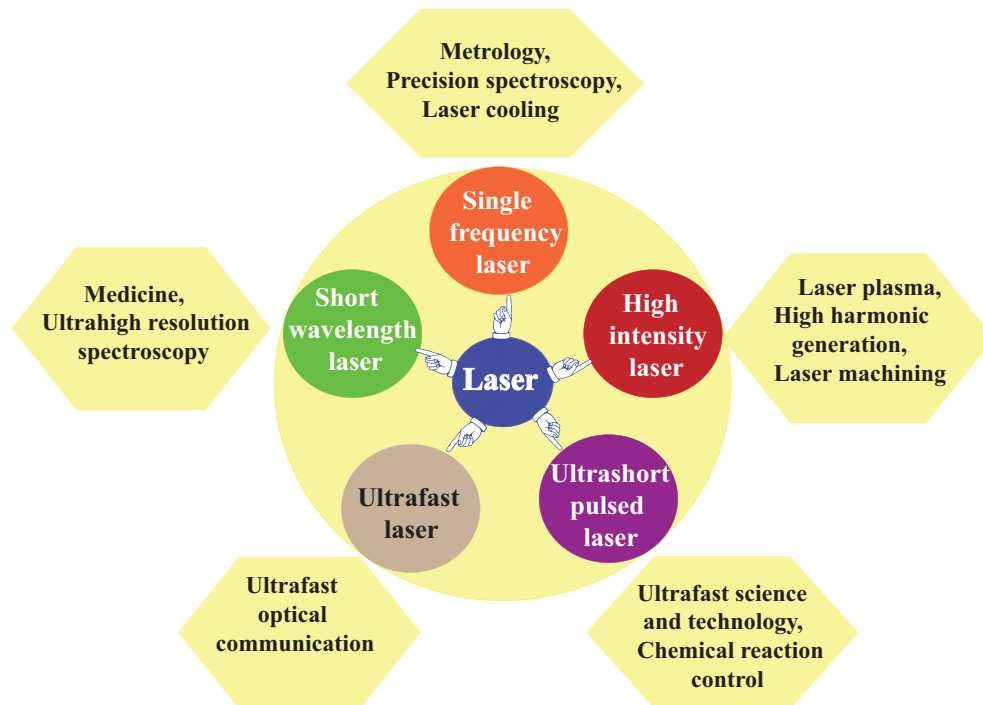 Metrology,
Precision spectroscopy,
Laser cooling
Single
frequency
laser
Medicine,
Ultrahigh resolution
spectroscopy
Short
wavelength
laser
High
intensity
laser
Laser plasma,
High harmonic
generation,
Laser machining
Laser
Ultrafast
laser
Ultrashort
pulsed
laser
Ultrafast
optical
communication
Ultrafast science
and technology,
Chemical reaction
control